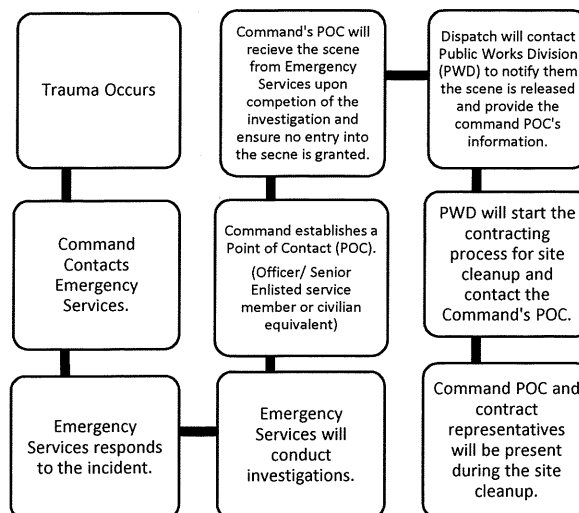 Trauma Occurs
Command
Contacts
Emergency
Services.
Emergency
Services responds
to the incident.
Emergency
Services will
conduct
investigations.
Command establishes a
Point of Contact (POC).
(Officer/ Senior
Enlisted service
member or civilian
equivalent)
Command's POC will
recieve the scene
from Emergency
Services upon
competion of the
investigation and
ensure no entry into
the secne is granted.
Dispatch will contact
Public Works Division
(PWD) to notify them
the scene is released
and provide the
command POC's
information.
PWD will start the
contracting
process for site
cleanup and
contact the
Command's POC.
Command POC and
contract
representatives
will be present
during the site
cleanup.